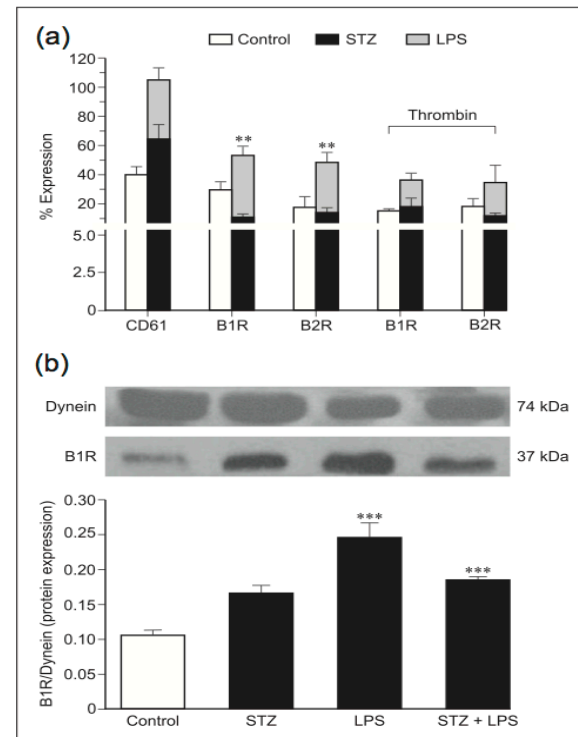 (a)
Control STZ LPS
120
100
80
60
40
20
5.0
2.5
0
% Expression
** **
Thrombin
CD61 B1R B2R B1R B2R
(b)
Dynein 74 kDa
B1R 37 kDa
0.30
0.25
0.20
0.15
0.10
0.05
0
B1R/Dynein (protein expression)
***
***
Control STZ LPS STZ + LPS